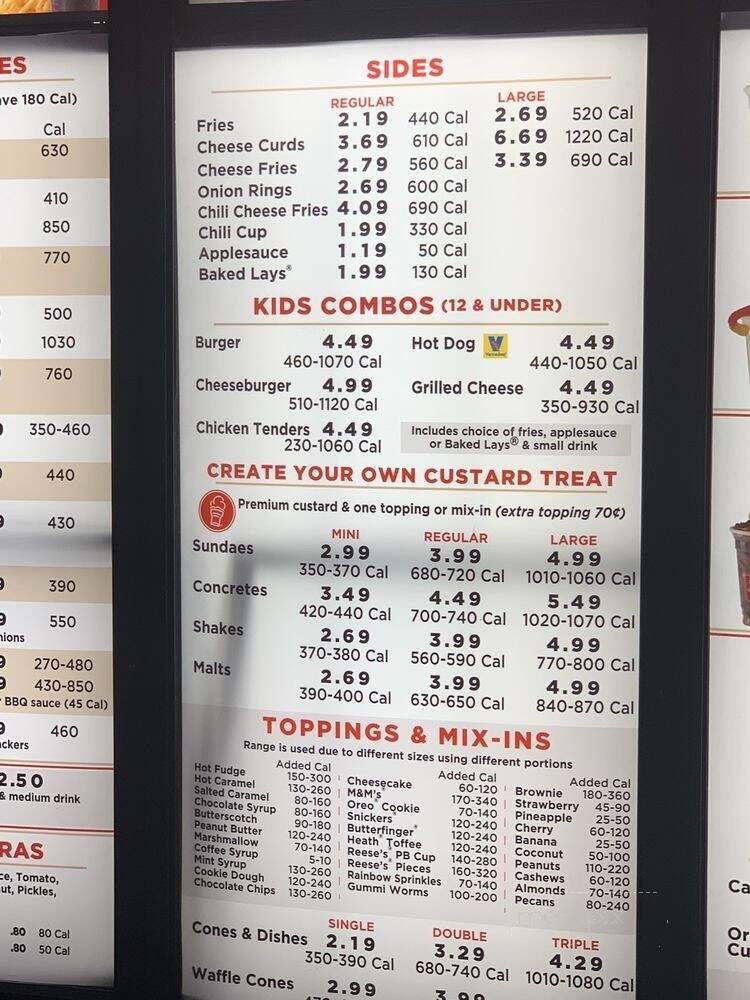 ES
ve 180 Cal)
Cal
630
410
850
770
500
1030
760
350-460
440
430
390
550
nions
270-480
430-850
BBQ sauce (45 Cal)
460
ckers
2.50
& medium drink
RAS
ce, Tomato,
ut, Pickles,
.80 80 Cal
.80 50 Cal
SIDES
REGULAR LARGE
Fries 2.19 440 Cal 2.69 520 Cal
Cheese Curds 3.69 610 Cal 6.69 1220 Cal
Cheese Fries 2.79 560 Cal 3.39 690 Cal
Onion Rings 2.69 600 Cal
Chili Cheese Fries 4.09 690 Cal
Chili Cup 1.99 330 Cal
Applesauce 1.19 50 Cal
Baked Lays® 1.99 130 Cal
KIDS COMBOS (12 & UNDER)
Burger 4.49 Hot Dog V 4.49
460-1070 Cal 440-1050 Cal
Cheeseburger 4.99 Grilled Cheese 4.49
510-1120 Cal 350-930 Cal
Chicken Tenders 4.49 Includes choice of fries, applesauce
230-1060 Cal or Baked Lays® & small drink
CREATE YOUR OWN CUSTARD TREAT
Premium custard & one topping or mix-in (extra topping 70¢)
MINI REGULAR LARGE
Sundaes 2.99 3.99 4.99
350-370 Cal 680-720 Cal 1010-1060 Cal
Concretes 3.49 4.49 5.49
420-440 Cal 700-740 Cal 1020-1070 Cal
Shakes 2.69 3.99 4.99
370-380 Cal 560-590 Cal 770-800 Cal
Malts 2.69 3.99 4.99
390-400 Cal 630-650 Cal 840-870 Cal
TOPPINGS & MIX-INS
Range is used due to different sizes using different portions
Added Cal
Hot Fudge 150-300
Hot Caramel 130-260
Salted Caramel 80-160
Chocolate Syrup 80-160
Butterscotch 90-180
Peanut Butter 120-240
Marshmallow 70-140
Coffee Syrup 5-10
Mint Syrup 130-260
Cookie Dough 120-240
Chocolate Chips 130-260
Added Cal
Cheesecake 60-120
M&M's® 170-340
Oreo® Cookie 70-140
Snickers® 120-240
Butterfinger® 120-240
Heath® Toffee 120-240
Reese's® PB Cup 140-280
Reese's® Pieces 160-320
Rainbow Sprinkles 70-140
Gummi Worms 100-200
Added Cal
Brownie 180-360
Strawberry 45-90
Pineapple 25-50
Cherry 60-120
Banana 25-50
Coconut 50-100
Peanuts 110-220
Cashews 60-120
Almonds 70-140
Pecans 80-240
SINGLE DOUBLE TRIPLE
Cones & Dishes 2.19 3.29 4.29
350-390 Cal 680-740 Cal 1010-1080 Cal
Waffle Cones 2.99 3.99
Ca
Or
Cu